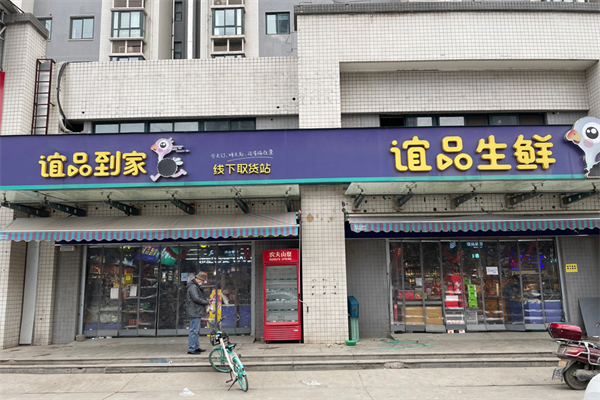 谊品到家
线下取货站
谊品生鲜
农夫山泉